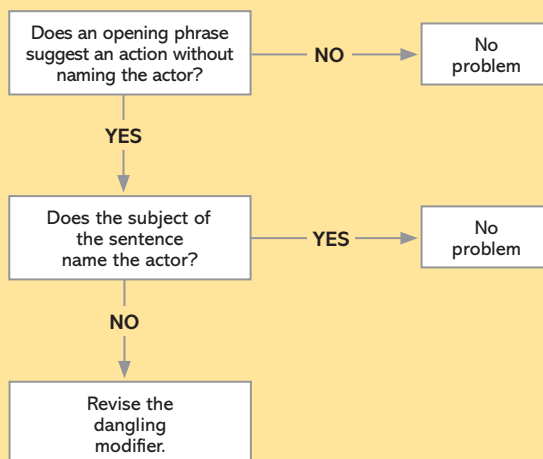 Does an opening phrase
suggest an action without
naming the actor?
NO
No
problem
YES
Does the subject of
the sentence
name the actor?
YES
No
problem
NO
Revise the
dangling
modifier.